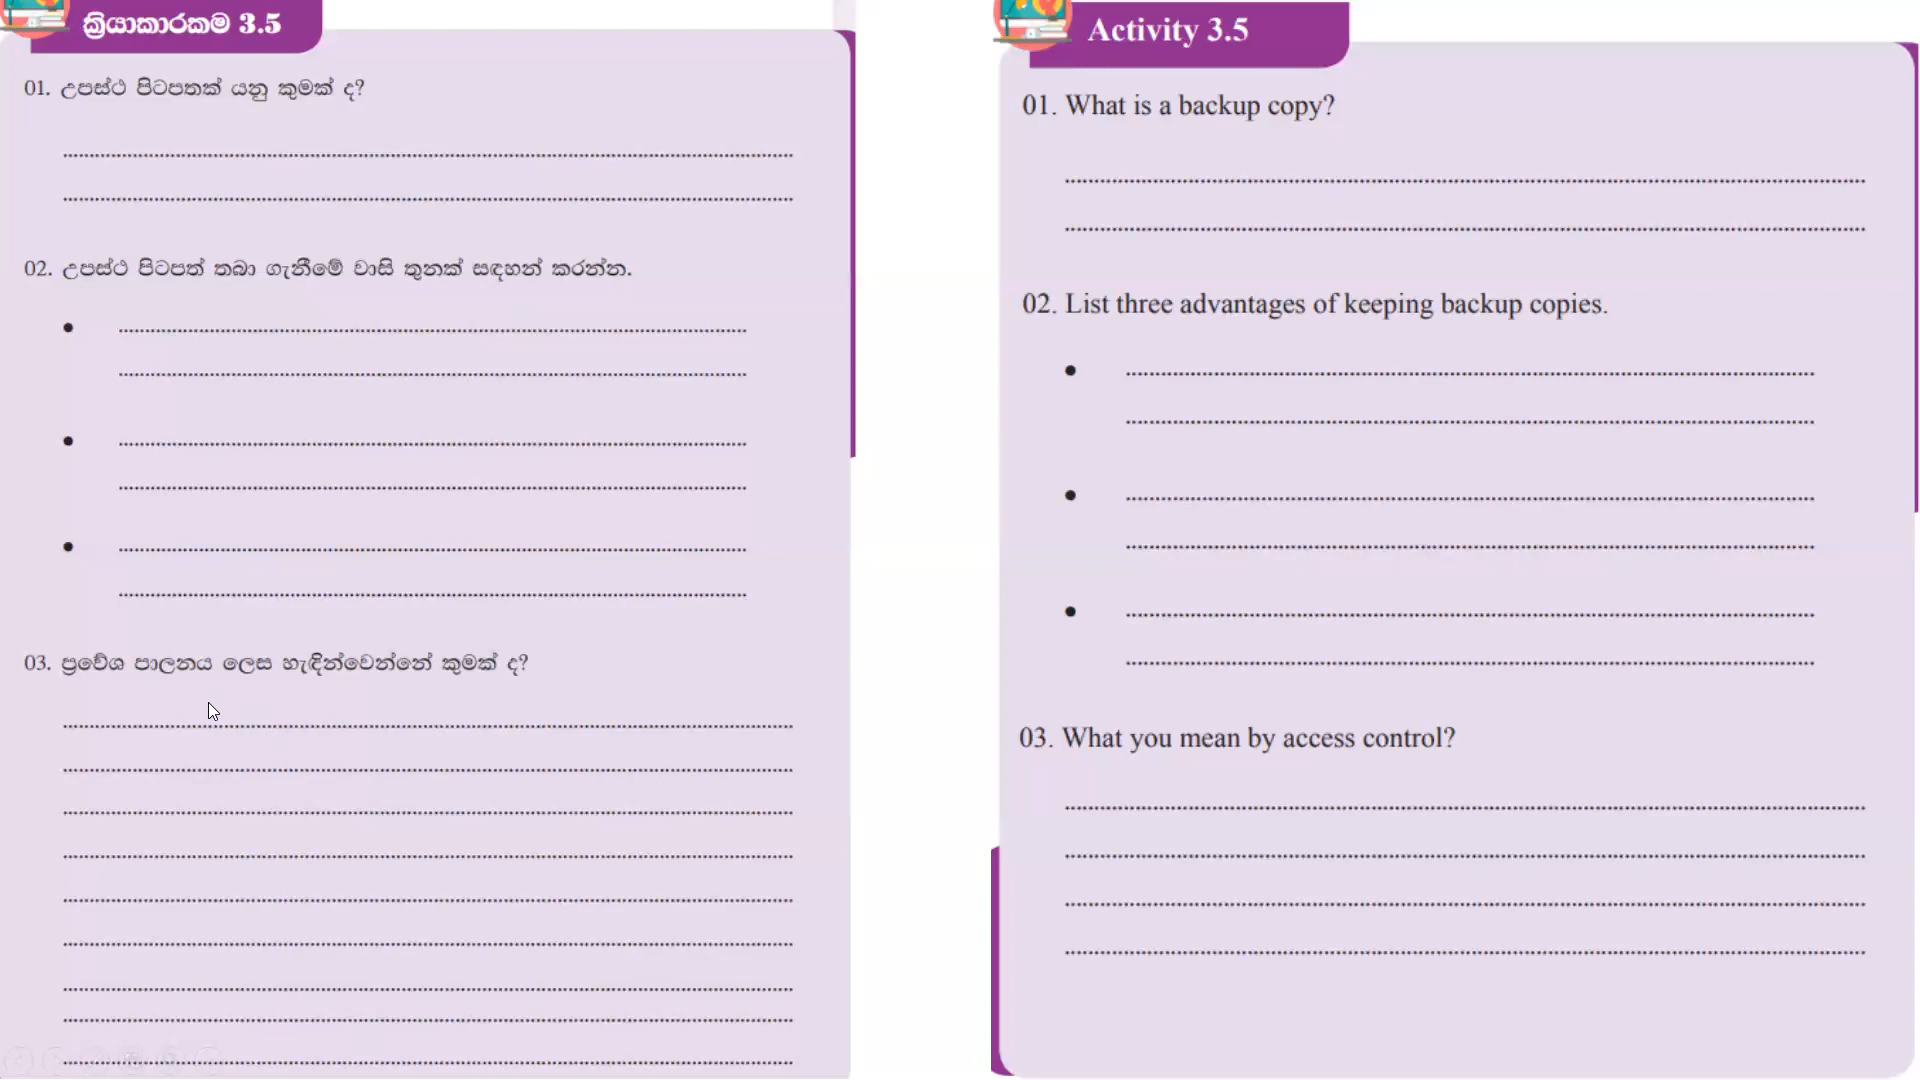 ක්‍රියාකාරකම 3.5
01. උපස්ථ පිටපතක් යනු කුමක් ද?
02. උපස්ථ පිටපත් තබා ගැනීමේ වාසි තුනක් සඳහන් කරන්න.
03. ප්‍රවේශ පාලනය ලෙස හැඳින්වෙන්නේ කුමක් ද?
Activity 3.5
01. What is a backup copy?
02. List three advantages of keeping backup copies.
03. What you mean by access control?